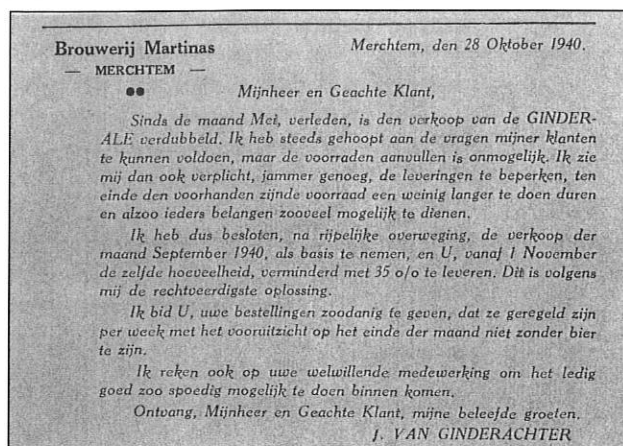 Brouwerij Martinas
Merchtem, den 28 Oktober 1940.
— MERCHTEM —
Mijnheer en Geachte Klant,
Sinds de maand Mei, verleden, is den verkoop van de GINDER-
ALE verdubbeld. Ik heb steeds gehoopt aan de vragen mijner klanten
te kunnen voldoen, maar de voorraden aanvullen is onmogelijk. Ik zie
mij dan ook verplicht, jammer genoeg, de leveringen te beperken, ten
einde den voorhanden zijnde voorraad een weinig langer te doen duren
en alzoo ieders belangen zooveel mogelijk te dienen.
Ik heb dus besloten, na rijpelijke overweging, de verkoop der
maand September 1940, als basis te nemen, en U, vanaf 1 November
de zelfde hoeveelheid, verminderd met 35 o/o te leveren. Dit is volgens
mij de rechtveerdigste oplossing.
Ik bid U, uwe bestellingen zoodanig te geven, dat ze geregeld zijn
per week met het vooruitzicht op het einde der maand niet zonder bier
te zijn.
Ik reken ook op uwe welwillende medewerking om het ledig
goed zoo spoedig mogelijk te doen binnen komen.
Ontvang, Mijnheer en Geachte Klant, mijne beleefde groeten.
J. VAN GINDERACHTER